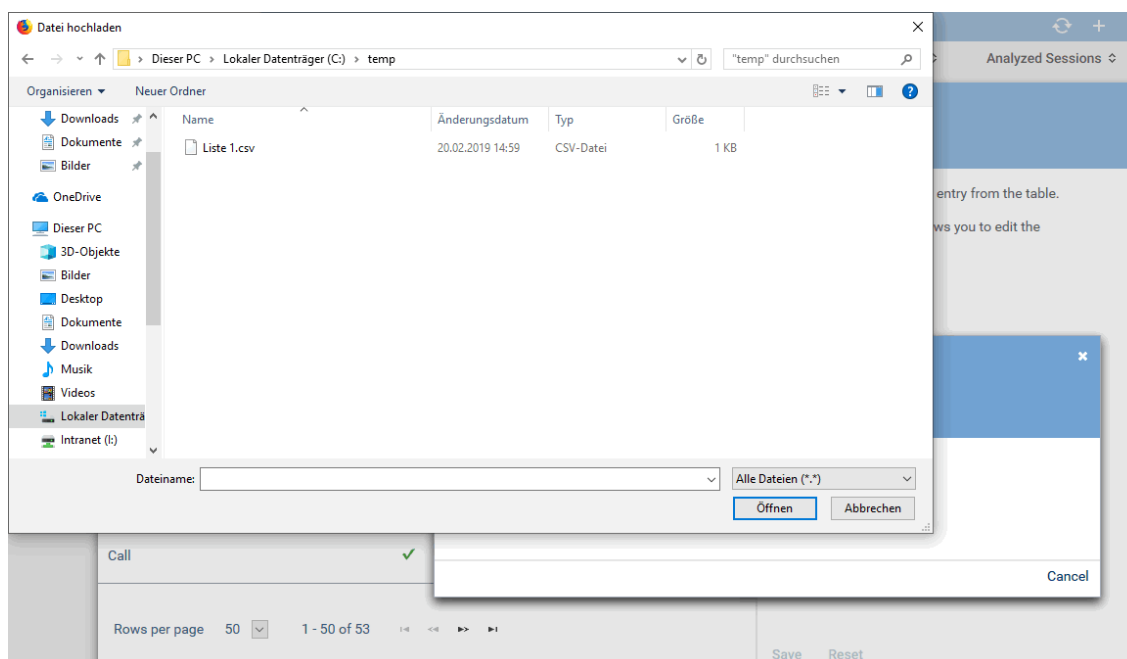 Datei hochladen
Dieser PC > Lokaler Datenträger (C:) > temp
"temp" durchsuchen
Organisieren
Neuer Ordner
Downloads
Dokumente
Bilder
OneDrive
Dieser PC
3D-Objekte
Bilder
Desktop
Dokumente
Downloads
Musik
Videos
Lokaler Datenträ
Intranet (I:)
Name Änderungsdatum Typ Größe
Liste 1.csv 20.02.2019 14:59 CSV-Datei 1 KB
Dateiname:
Alle Dateien (*.*)
Öffnen Abbrechen
Analyzed Sessions
entry from the table.
ws you to edit the
Cancel
Call
Rows per page 50 1 - 50 of 53
Save Reset